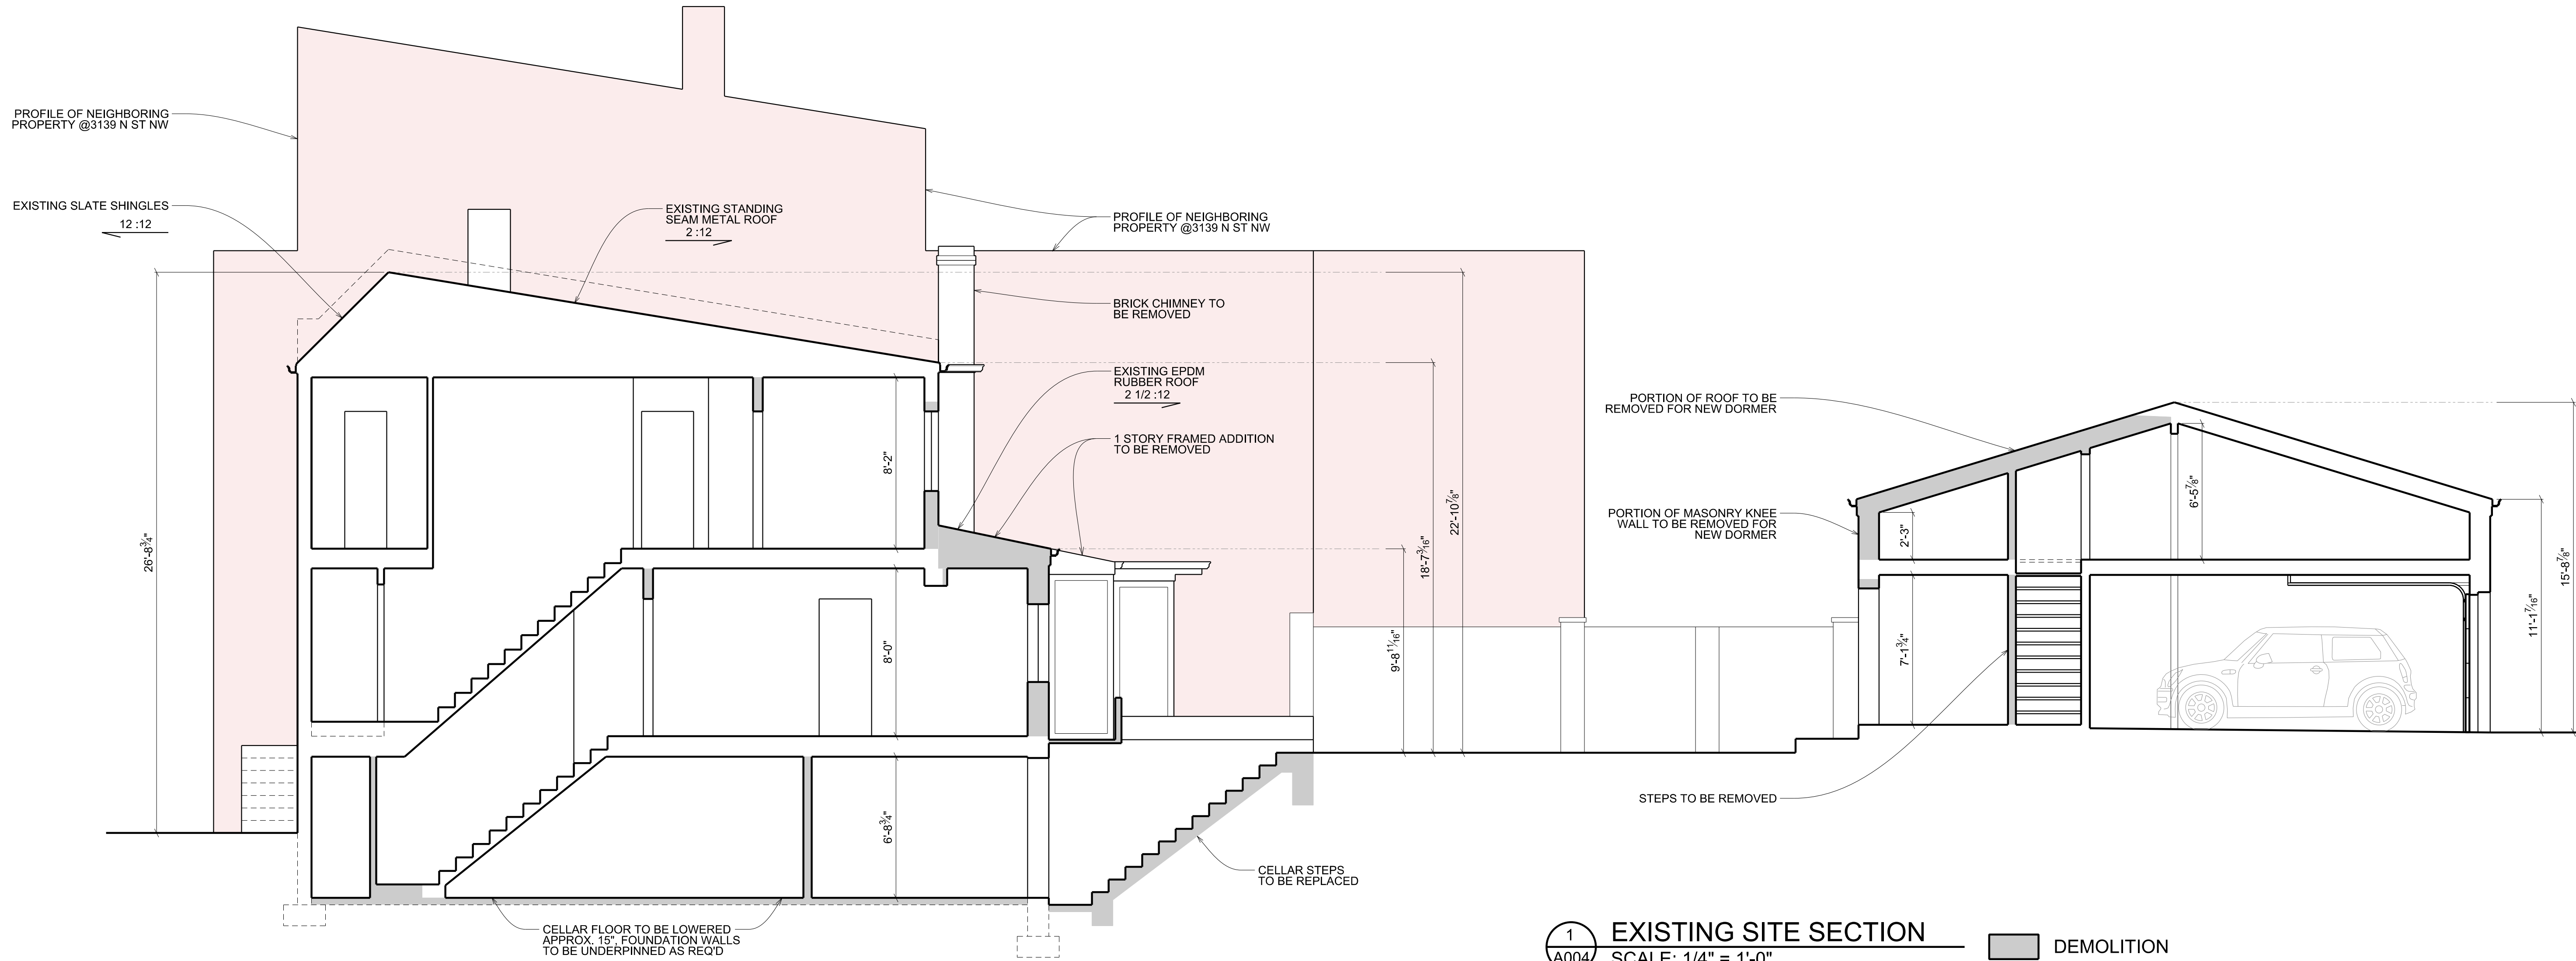 PROFILE OF NEIGHBORING
PROPERTY @3139 N ST NW
EXISTING SLATE SHINGLES
12 :12
EXISTING STANDING
SEAM METAL ROOF
2 :12
PROFILE OF NEIGHBORING
PROPERTY @3139 N ST NW
BRICK CHIMNEY TO
BE REMOVED
EXISTING EPDM
RUBBER ROOF
2 1/2 :12
1 STORY FRAMED ADDITION
TO BE REMOVED
PORTION OF ROOF TO BE
REMOVED FOR NEW DORMER
PORTION OF MASONRY KNEE
WALL TO BE REMOVED FOR
NEW DORMER
26'-8¾"
8'-2"
8'-0"
6'-8¾"
9'-8 11/16"
18'-7 3/16"
22'-10⅞"
2'-3"
7'-1¾"
6'-5⅞"
11'-1 7/16"
15'-8⅞"
STEPS TO BE REMOVED
CELLAR STEPS
TO BE REPLACED
CELLAR FLOOR TO BE LOWERED
APPROX. 15", FOUNDATION WALLS
TO BE UNDERPINNED AS REQ'D
1
A004
EXISTING SITE SECTION
SCALE: 1/4" = 1'-0"
DEMOLITION